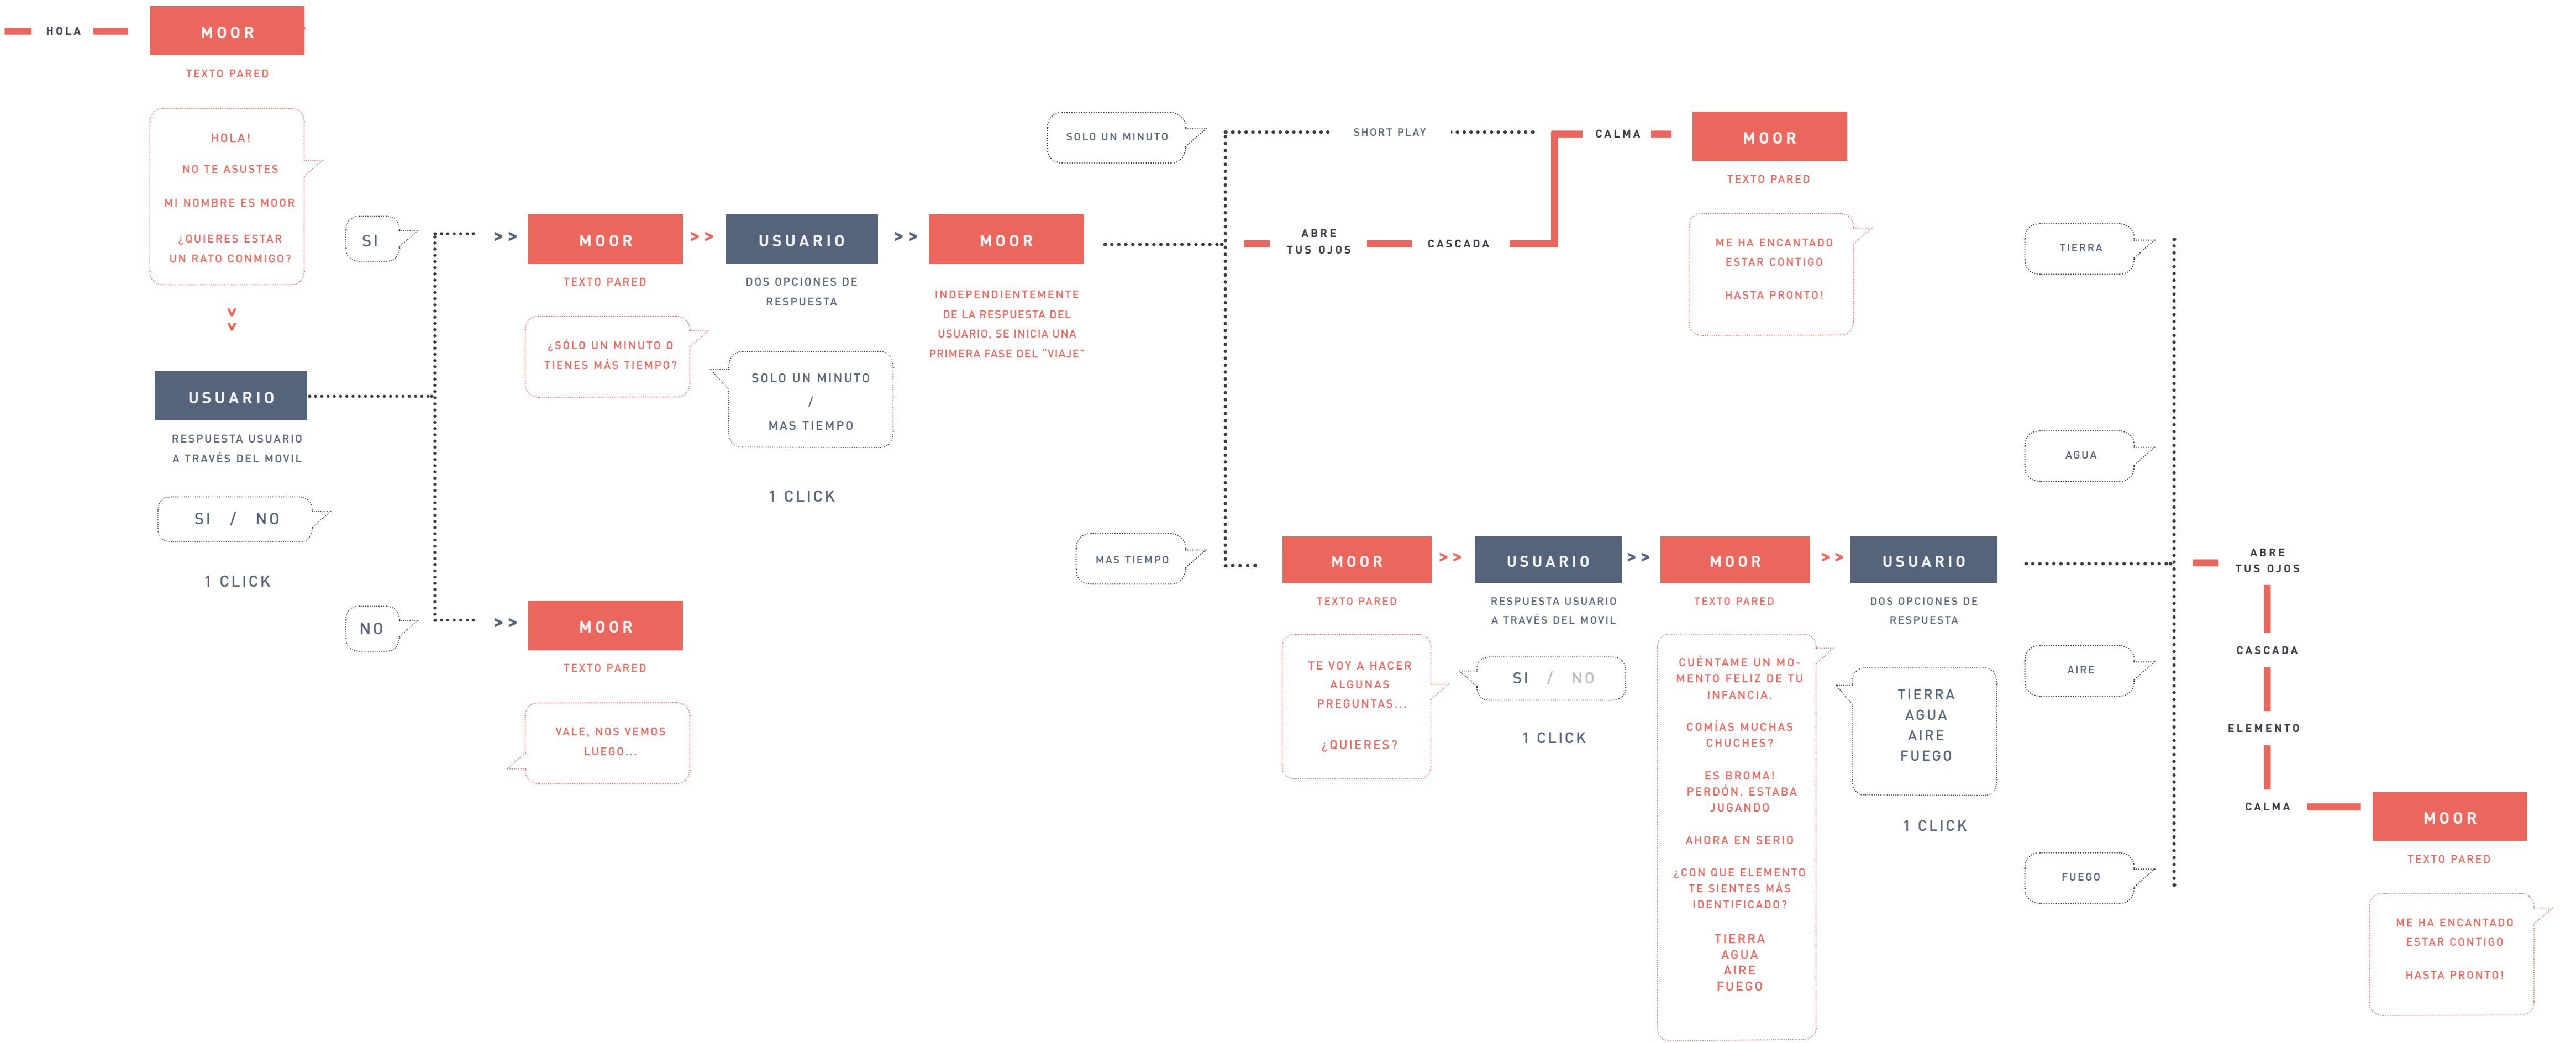 HOLA
MOOR
TEXTO PARED
HOLA!
NO TE ASUSTES
MI NOMBRE ES MOOR
¿QUIERES ESTAR
UN RATO CONMIGO?
USUARIO
RESPUESTA USUARIO
A TRAVÉS DEL MOVIL
SI / NO
1 CLICK
SI
>> MOOR
TEXTO PARED
¿SÓLO UN MINUTO O
TIENES MÁS TIEMPO?
>> USUARIO
DOS OPCIONES DE
RESPUESTA
SOLO UN MINUTO
/
MAS TIEMPO
1 CLICK
>> MOOR
INDEPENDIENTEMENTE
DE LA RESPUESTA DEL
USUARIO, SE INICIA UNA
PRIMERA FASE DEL "VIAJE"
NO
>> MOOR
TEXTO PARED
VALE, NOS VEMOS
LUEGO...
SOLO UN MINUTO
SHORT PLAY
ABRE
TUS OJOS
CASCADA
CALMA
MOOR
TEXTO PARED
ME HA ENCANTADO
ESTAR CONTIGO
HASTA PRONTO!
MAS TIEMPO
MOOR
TEXTO PARED
TE VOY A HACER
ALGUNAS
PREGUNTAS...
¿QUIERES?
>> USUARIO
RESPUESTA USUARIO
A TRAVÉS DEL MOVIL
SI / NO
1 CLICK
>> MOOR
TEXTO PARED
CUÉNTAME UN MO-
MENTO FELIZ DE TU
INFANCIA.
COMÍAS MUCHAS
CHUCHES?
ES BROMA!
PERDÓN. ESTABA
JUGANDO
AHORA EN SERIO
¿CON QUE ELEMENTO
TE SIENTES MÁS
IDENTIFICADO?
TIERRA
AGUA
AIRE
FUEGO
>> USUARIO
DOS OPCIONES DE
RESPUESTA
TIERRA
AGUA
AIRE
FUEGO
1 CLICK
TIERRA
AGUA
AIRE
FUEGO
ABRE
TUS OJOS
CASCADA
ELEMENTO
CALMA
MOOR
TEXTO PARED
ME HA ENCANTADO
ESTAR CONTIGO
HASTA PRONTO!